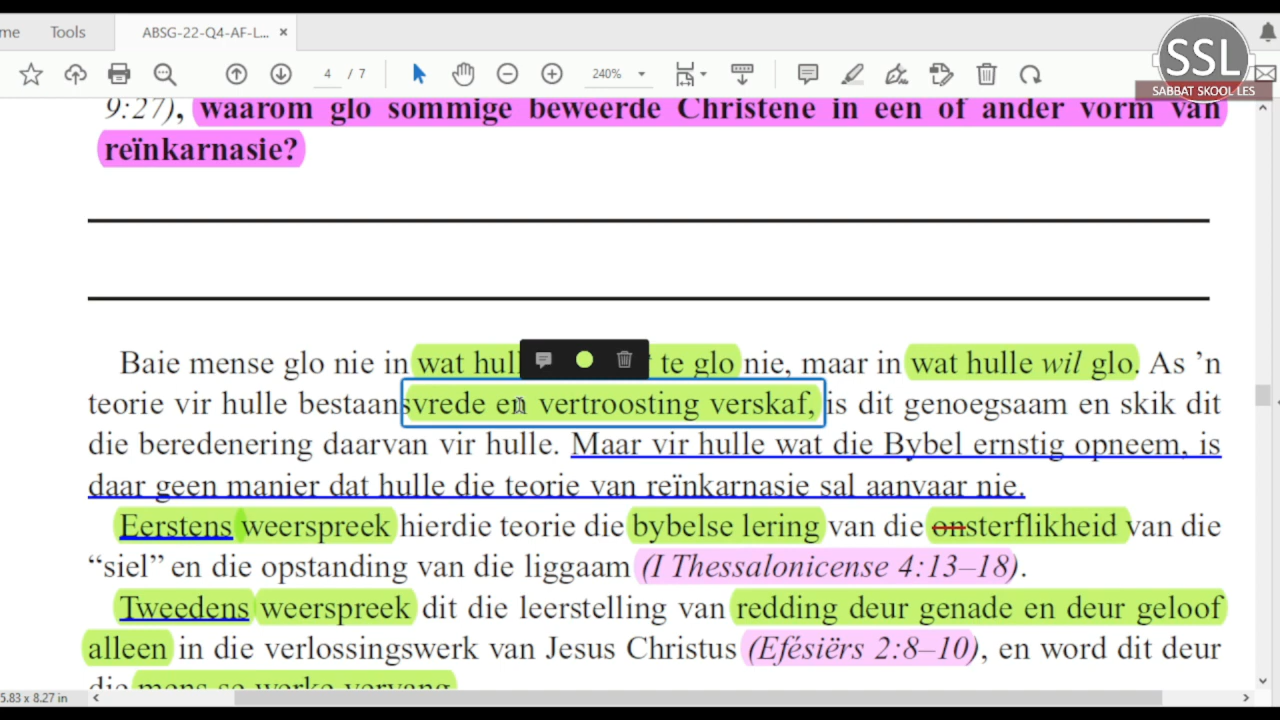 me Tools ABSG-22-Q4-AF-L... ×
SSL
SABBAT SKOOL LES
4 / 7 240%
9:27), waarom glo sommige beweerde Christene in een of ander vorm van
reïnkarnasie?
Baie mense glo nie in wat te glo nie, maar in wat hulle wil glo. As ’n
teorie vir hulle bestaansvrede en vertroosting verskaf, is dit genoegsaam en skik dit
die beredenering daarvan vir hulle. Maar vir hulle wat die Bybel ernstig opneem, is
daar geen manier dat hulle die teorie van reïnkarnasie sal aanvaar nie.
Eerstens weerspreek hierdie teorie die bybelse lering van die onsterflikheid van die
“siel” en die opstanding van die liggaam (I Thessalonicense 4:13–18).
Tweedens weerspreek dit die leerstelling van redding deur genade en deur geloof
alleen in die verlossingswerk van Jesus Christus (Efésiërs 2:8–10), en word dit deur
die mens se werke vervang.
5.83 x 8.27 in